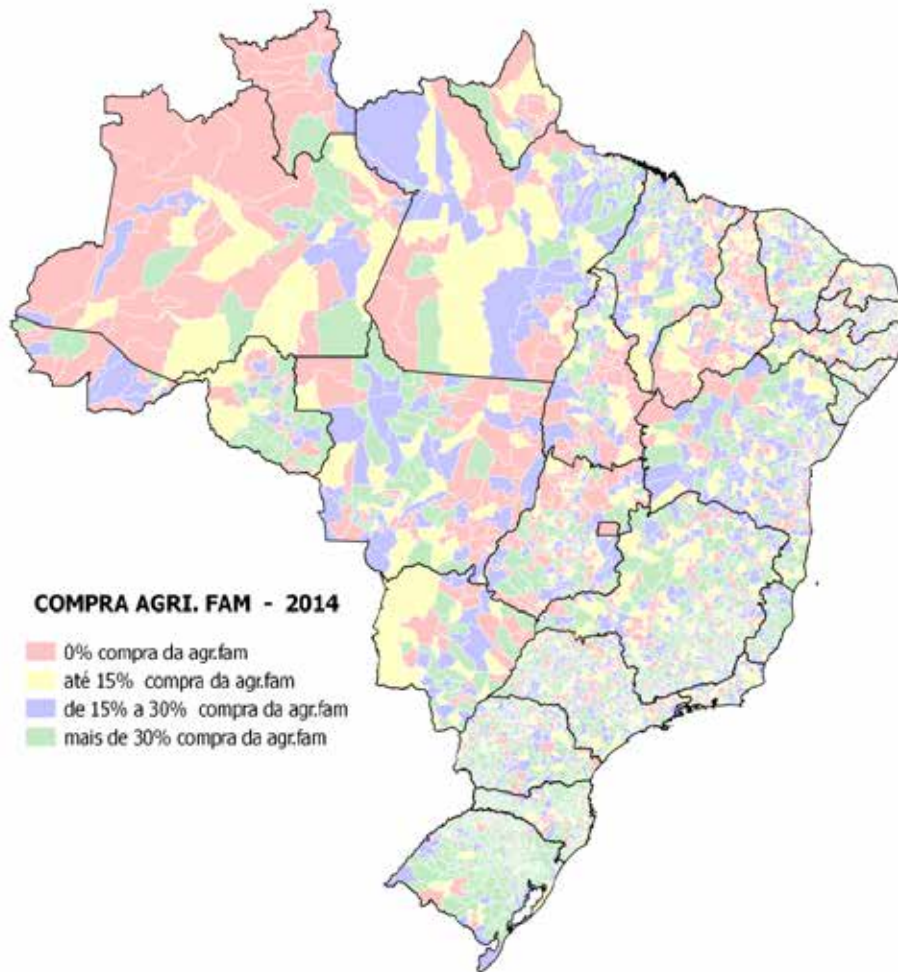 COMPRA AGRI. FAM - 2014
0% compra da agr.fam
até 15% compra da agr.fam
de 15% a 30% compra da agr.fam
mais de 30% compra da agr.fam